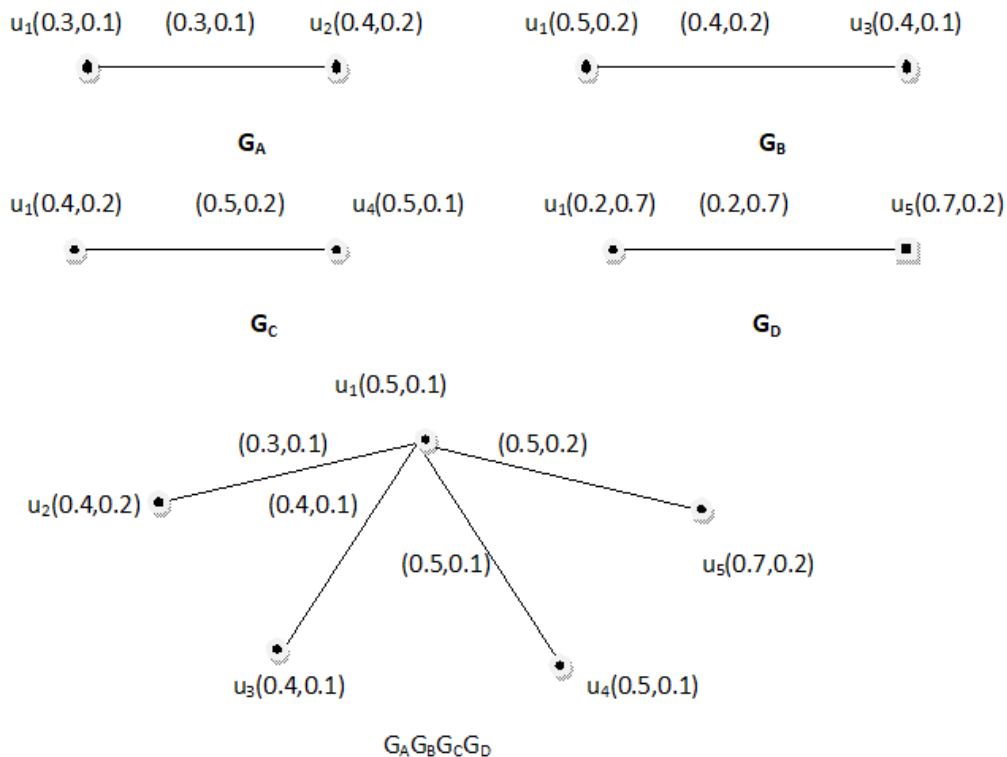 u₁(0.3,0.1) (0.3,0.1) u₂(0.4,0.2)
u₁(0.5,0.2) (0.4,0.2) u₃(0.4,0.1)
G_A
G_B
u₁(0.4,0.2) (0.5,0.2) u₄(0.5,0.1)
u₁(0.2,0.7) (0.2,0.7) u₅(0.7,0.2)
G_C
G_D
u₁(0.5,0.1)
(0.3,0.1)
(0.5,0.2)
u₂(0.4,0.2)
(0.4,0.1)
(0.5,0.1)
u₅(0.7,0.2)
u₃(0.4,0.1)
u₄(0.5,0.1)
G_AG_BG_CG_D